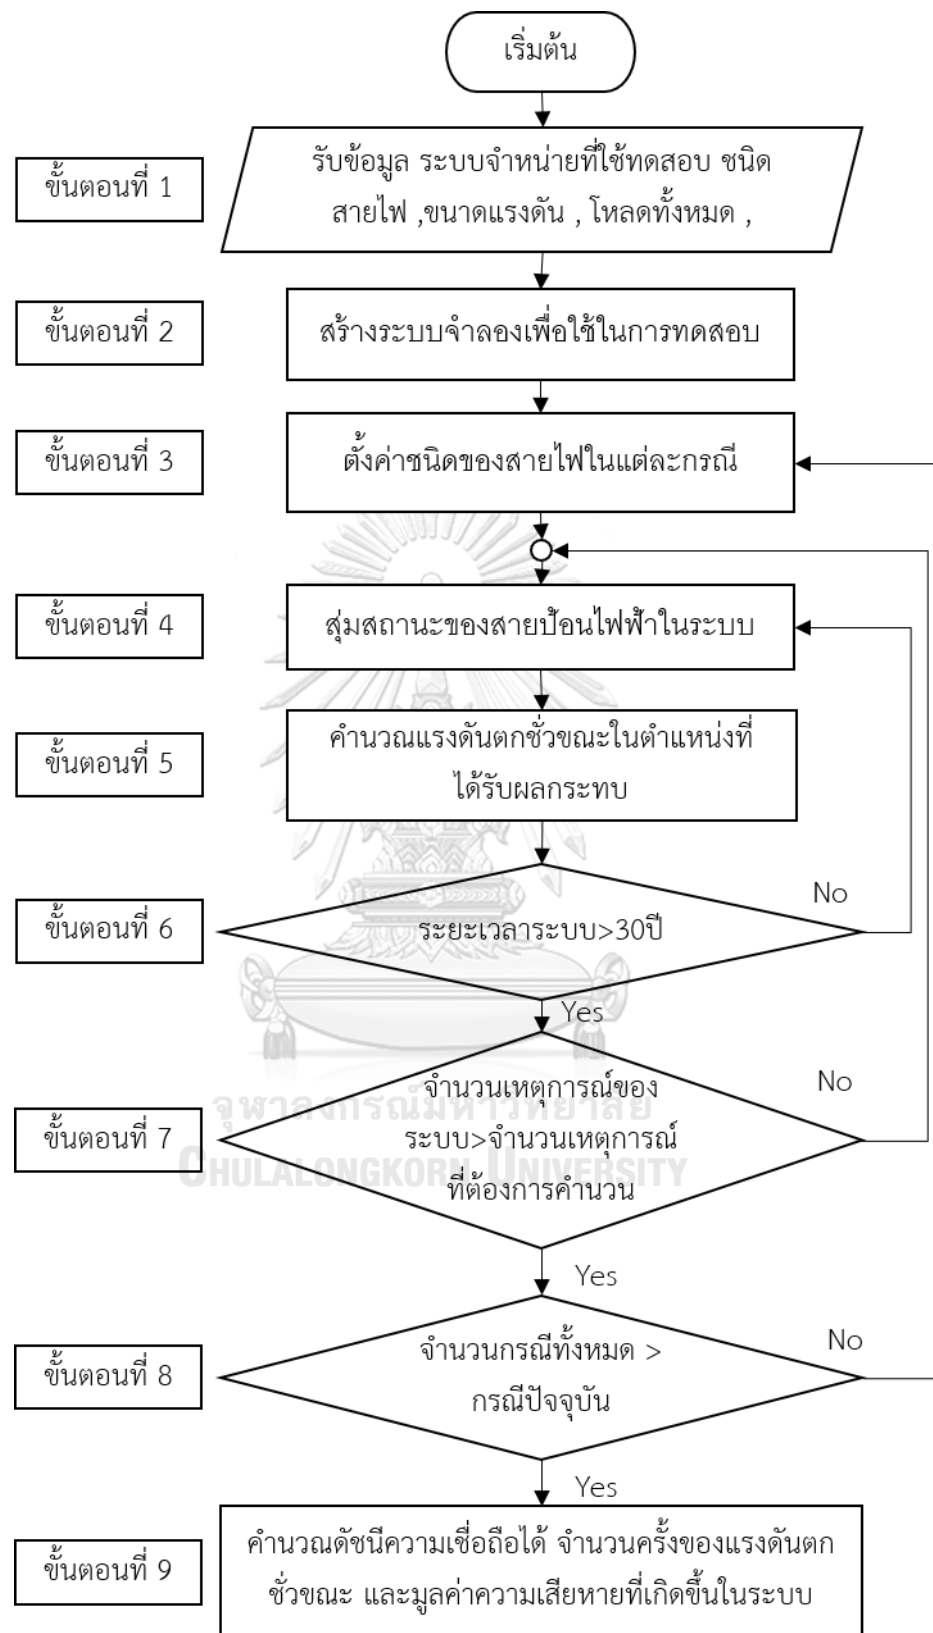 เริ่มต้น
ขั้นตอนที่ 1
รับข้อมูล ระบบจำหน่ายที่ใช้ทดสอบ ชนิด
สายไฟ ,ขนาดแรงดัน , โหลดทั้งหมด ,
ขั้นตอนที่ 2
สร้างระบบจำลองเพื่อใช้ในการทดสอบ
ขั้นตอนที่ 3
ตั้งค่าชนิดของสายไฟในแต่ละกรณี
ขั้นตอนที่ 4
สุ่มสถานะของสายป้อนไฟฟ้าในระบบ
ขั้นตอนที่ 5
คำนวณแรงดันตกชั่วขณะในตำแหน่งที่
ได้รับผลกระทบ
ขั้นตอนที่ 6
ระยะเวลาระบบ>30ปี
No
Yes
ขั้นตอนที่ 7
จำนวนเหตุการณ์ของ
ระบบ>จำนวนเหตุการณ์
ที่ต้องการคำนวน
No
จุฬาลงกรณ์มหาวิทยาลัย
CHULALONGKORN UNIVERSITY
Yes
ขั้นตอนที่ 8
จำนวนกรณีทั้งหมด >
กรณีปัจจุบัน
No
Yes
ขั้นตอนที่ 9
คำนวณดัชนีความเชื่อถือได้ จำนวนครั้งของแรงดันตก
ชั่วขณะ และมูลค่าความเสียหายที่เกิดขึ้นในระบบ